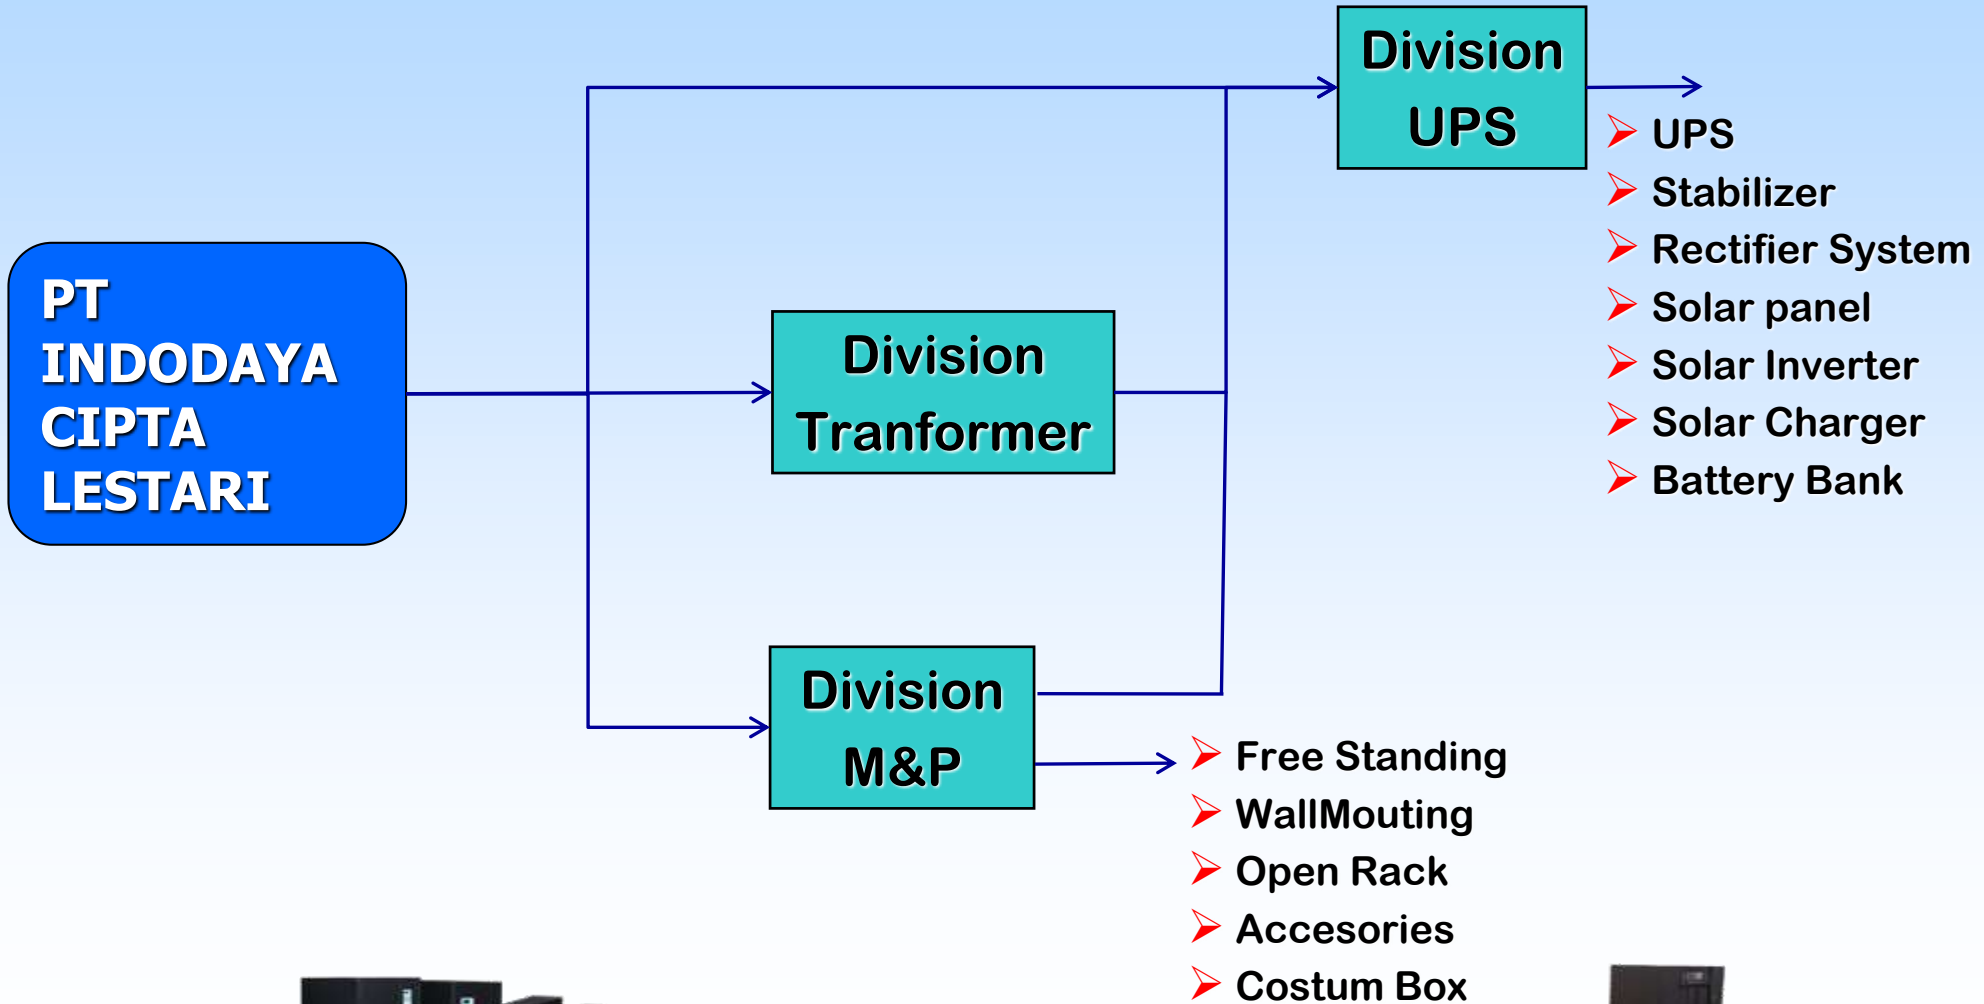 Division
UPS
UPS
Stabilizer
Rectifier System
Solar panel
Solar Inverter
Solar Charger
Battery Bank
PT
INDODAYA
CIPTA
LESTARI
Division
Tranformer
Division
M&P
Free Standing
WallMouting
Open Rack
Accesories
Costum Box